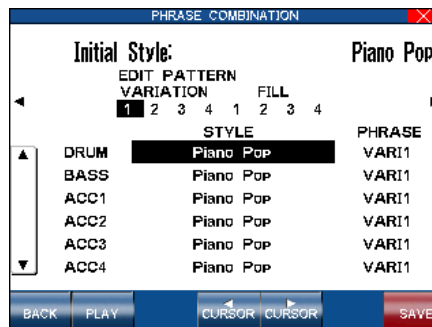 PHRASE COMBINATION
Initial Style: Piano Pop
EDIT PATTERN
VARIATION FILL
1 2 3 4 1 2 3 4
STYLE PHRASE
DRUM Piano Pop VARI1
BASS Piano Pop VARI1
ACC1 Piano Pop VARI1
ACC2 Piano Pop VARI1
ACC3 Piano Pop VARI1
ACC4 Piano Pop VARI1
BACK PLAY CURSOR CURSOR SAVE